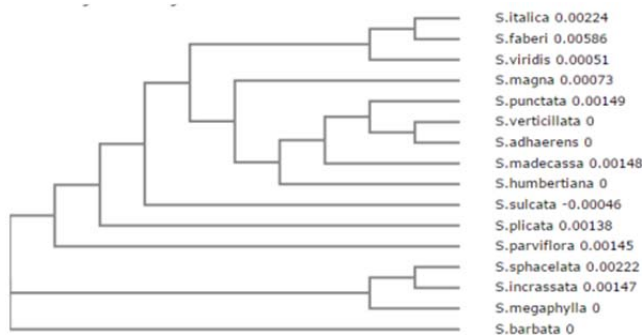 S.italica 0.00224
S.faberi 0.00586
S.viridis 0.00051
S.magna 0.00073
S.punctata 0.00149
S.verticillata 0
S.adhaerens 0
S.madecassa 0.00148
S.humbertiana 0
S.sulcata -0.00046
S.plicata 0.00138
S.parviflora 0.00145
S.sphacelata 0.00222
S.incrassata 0.00147
S.megaphylla 0
S.barbata 0